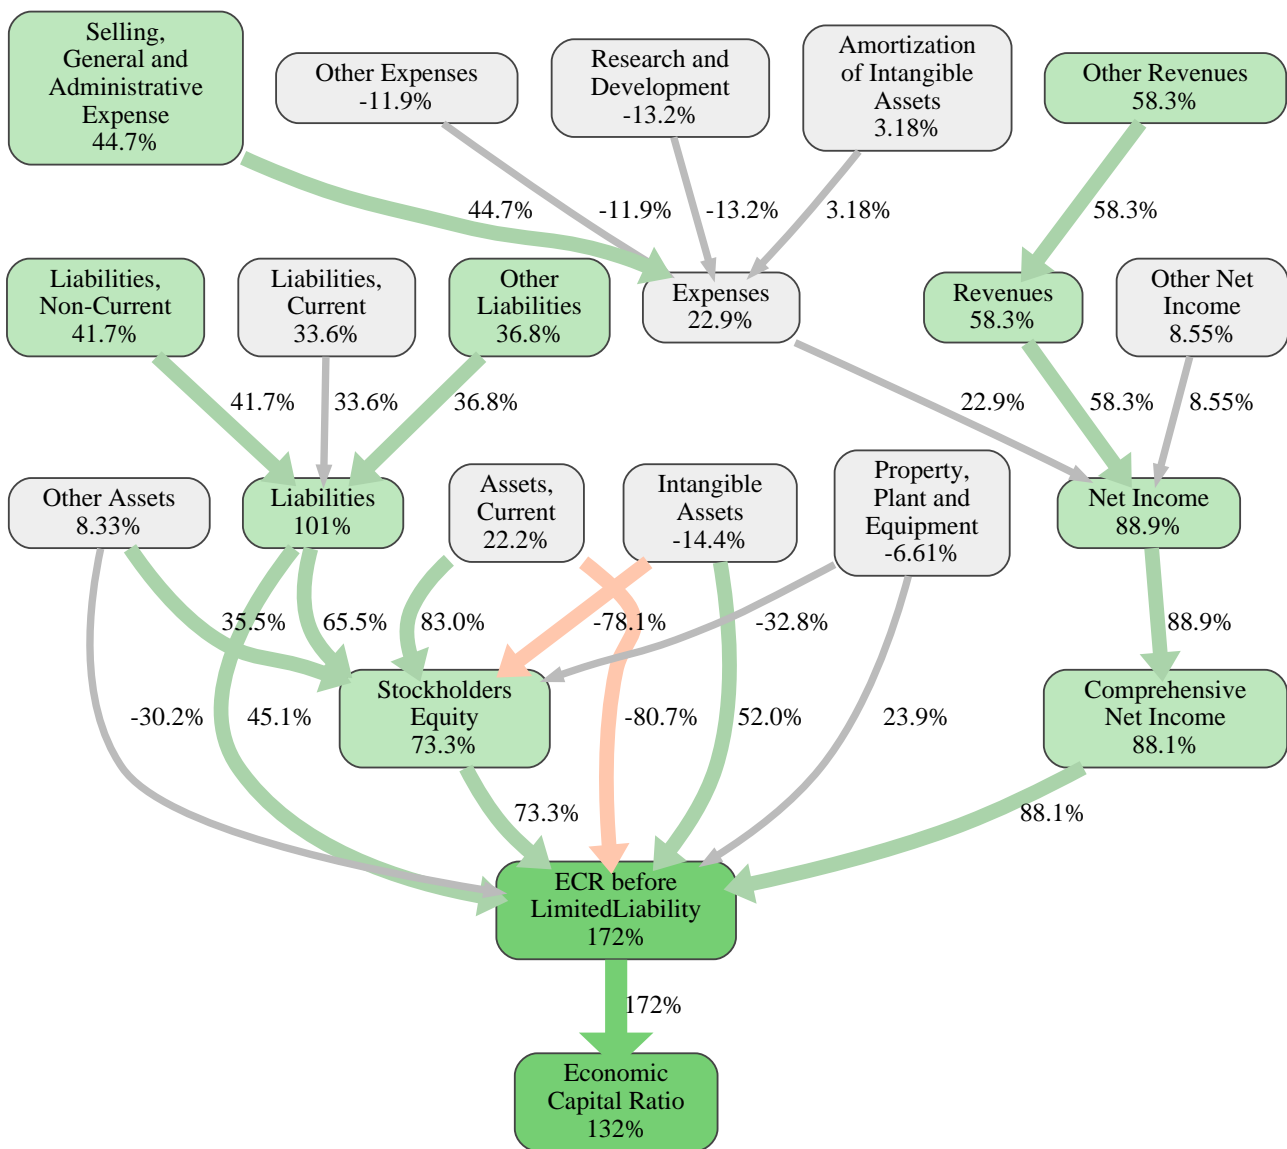 Selling,
General and
Administrative
Expense
44.7%
Other Expenses
-11.9%
Research and
Development
-13.2%
Amortization
of Intangible
Assets
3.18%
Other Revenues
58.3%
44.7%
-11.9%
-13.2%
3.18%
58.3%
Liabilities,
Non-Current
41.7%
Liabilities,
Current
33.6%
Other
Liabilities
36.8%
Expenses
22.9%
Revenues
58.3%
Other Net
Income
8.55%
41.7%
33.6%
36.8%
22.9%
58.3%
8.55%
Other Assets
8.33%
Liabilities
101%
Assets,
Current
22.2%
Intangible
Assets
-14.4%
Property,
Plant and
Equipment
-6.61%
Net Income
88.9%
35.5%
65.5%
83.0%
-78.1%
-32.8%
88.9%
Stockholders
Equity
73.3%
Comprehensive
Net Income
88.1%
-30.2%
45.1%
-80.7%
52.0%
23.9%
73.3%
88.1%
ECR before
LimitedLiability
172%
172%
Economic
Capital Ratio
132%